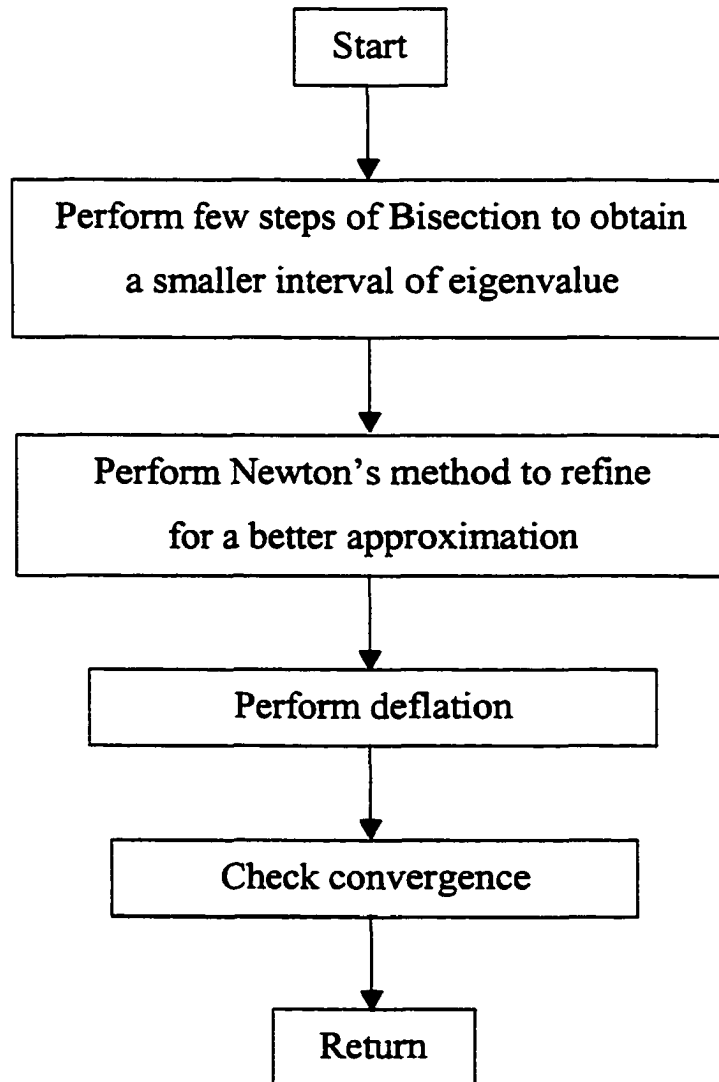 Start
Perform few steps of Bisection to obtain
a smaller interval of eigenvalue
Perform Newton's method to refine
for a better approximation
Perform deflation
Check convergence
Return